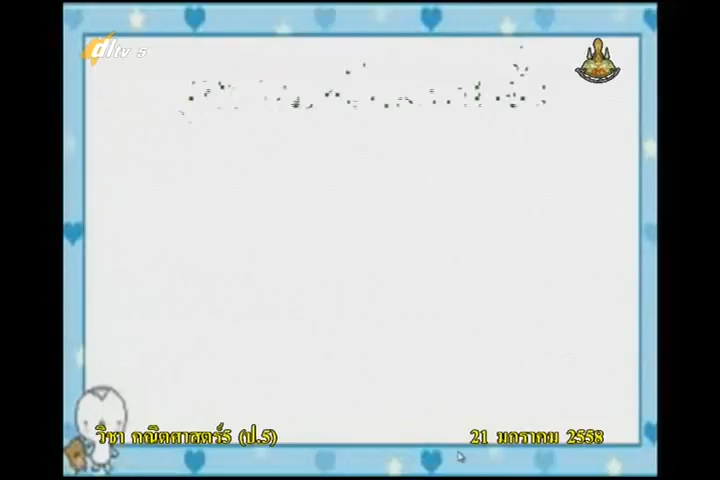 dltv 5
วิชา คณิตศาสตร์5 (ป.5)
21 มกราคม 2558